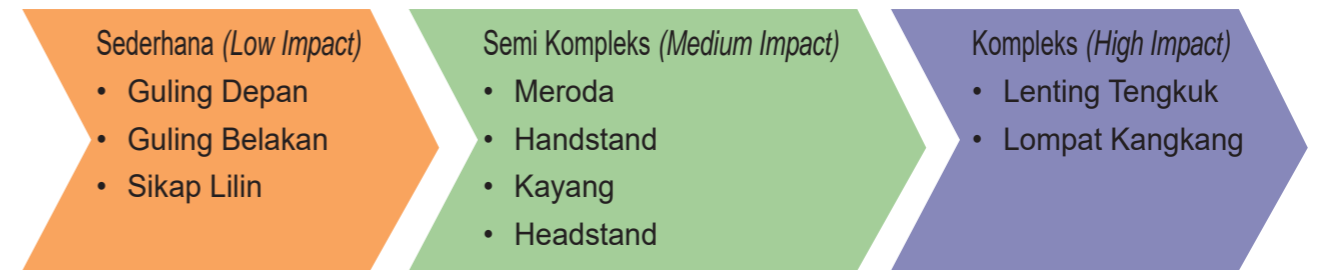 Sederhana (Low Impact)
• Guling Depan
• Guling Belakan
• Sikap Lilin
Semi Kompleks (Medium Impact)
• Meroda
• Handstand
• Kayang
• Headstand
Kompleks (High Impact)
• Lenting Tengkuk
• Lompat Kangkang